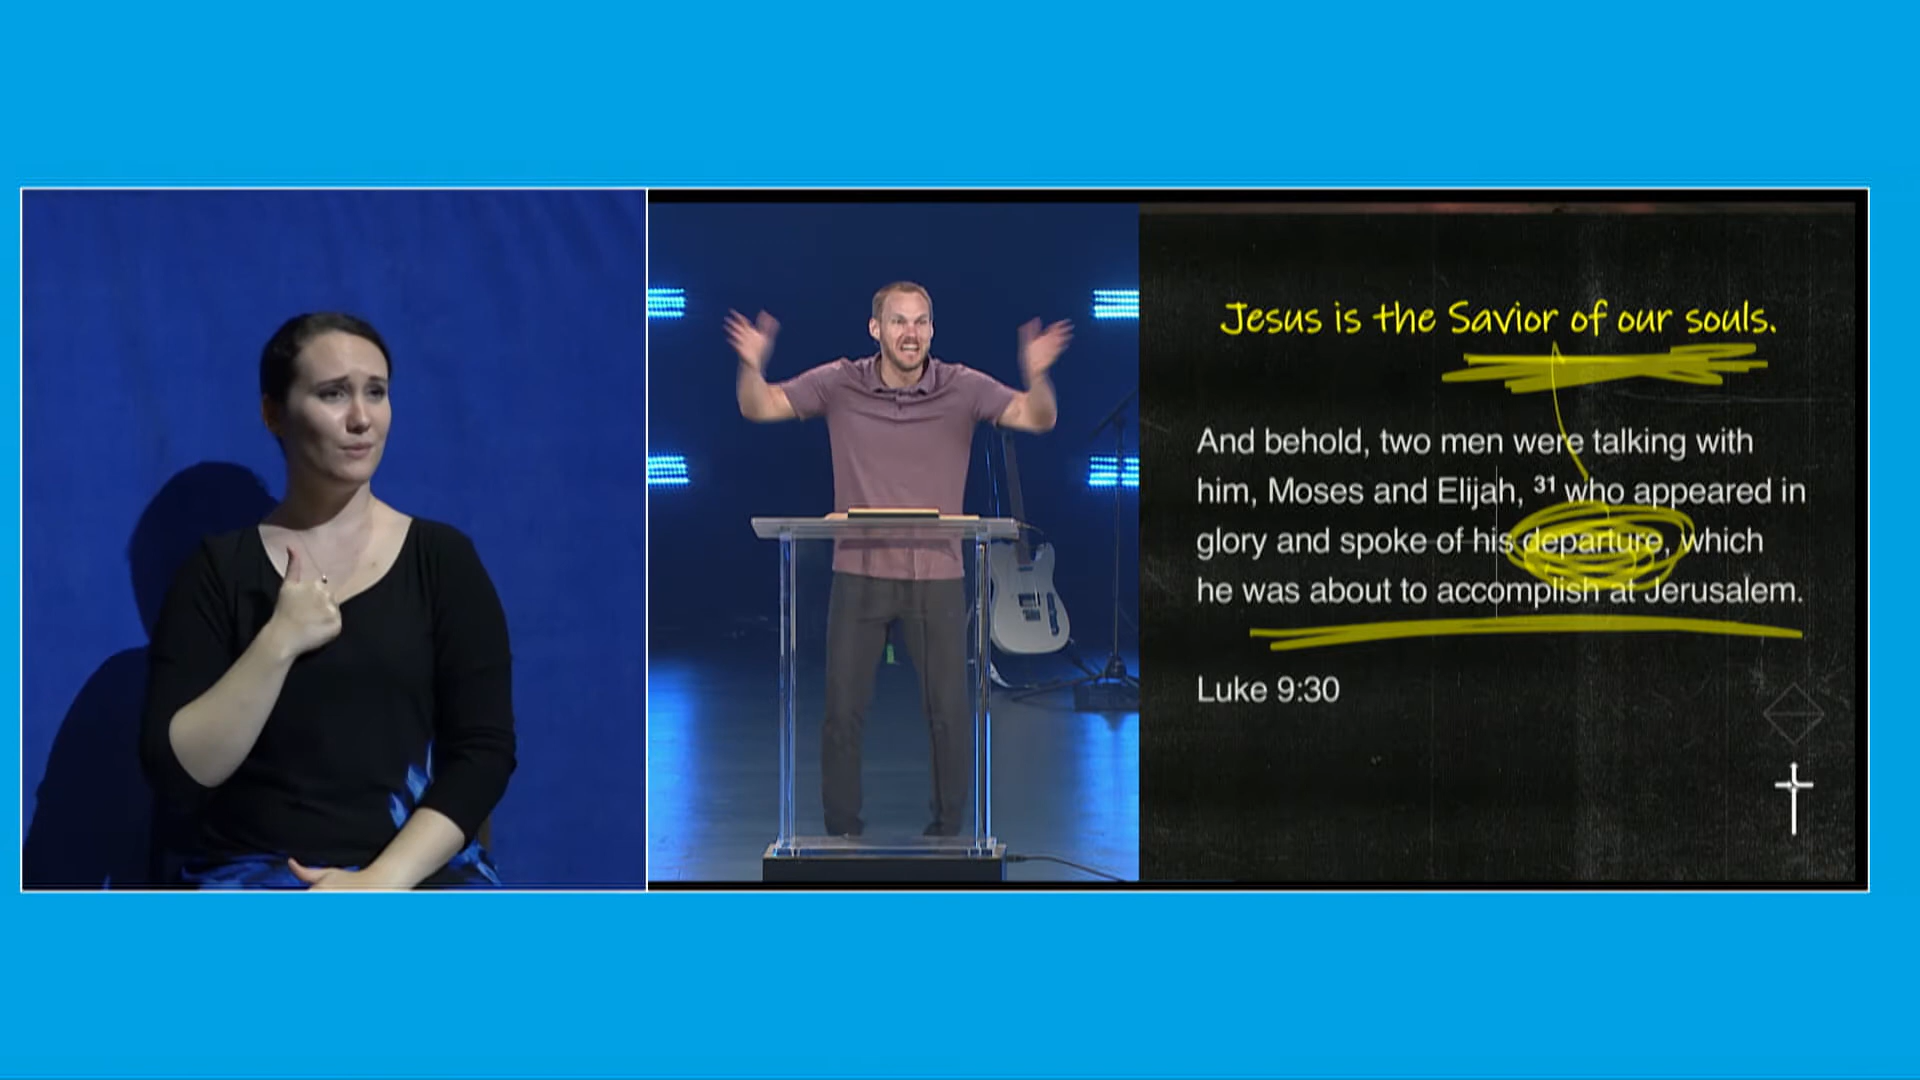 Jesus is the Savior of our souls.
And behold, two men were talking with
him, Moses and Elijah, ³¹ who appeared in
glory and spoke of his departure, which
he was about to accomplish at Jerusalem.
Luke 9:30